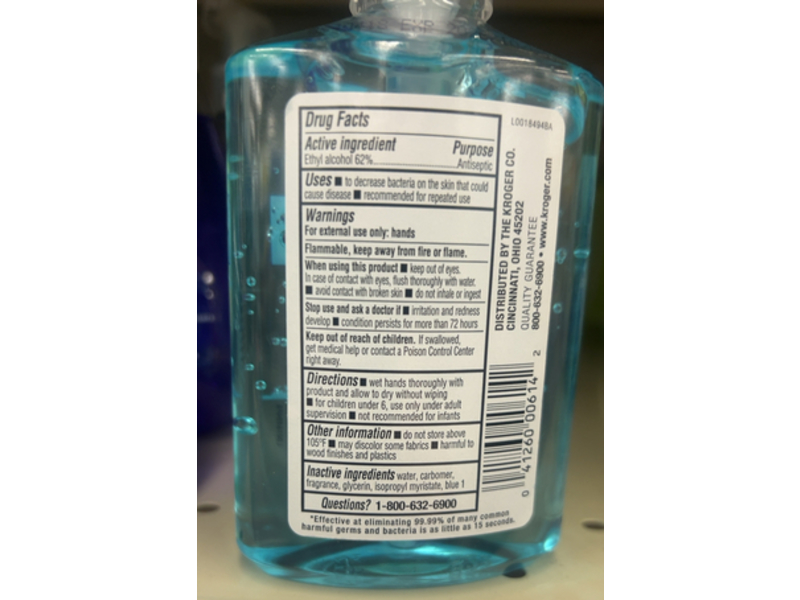 EXP
Drug Facts
Active ingredient Purpose
Ethyl alcohol 62% Antiseptic
Uses ■ to decrease bacteria on the skin that could
cause disease ■ recommended for repeated use
Warnings
For external use only: hands
Flammable, keep away from fire or flame.
When using this product ■ keep out of eyes.
In case of contact with eyes, flush thoroughly with water.
■ avoid contact with broken skin ■ do not inhale or ingest
Stop use and ask a doctor if ■ irritation and redness
develop ■ condition persists for more than 72 hours
Keep out of reach of children. If swallowed,
get medical help or contact a Poison Control Center
right away.
Directions ■ wet hands thoroughly with
product and allow to dry without wiping
■ for children under 6, use only under adult
supervision ■ not recommended for infants
Other information ■ do not store above
105°F ■ may discolor some fabrics ■ harmful to
wood finishes and plastics
Inactive ingredients water, carbomer,
fragrance, glycerin, isopropyl myristate, blue 1
Questions? 1-800-632-6900
*Effective at eliminating 99.99% of many common
harmful germs and bacteria is as little as 15 seconds.
L0018494BA
DISTRIBUTED BY THE KROGER CO.
CINCINNATI, OHIO 45202
QUALITY GUARANTEE
800-632-6900 • www.kroger.com
0 41260 00614 2